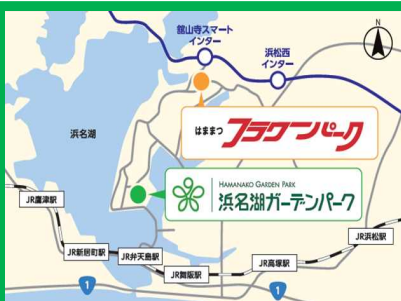 N
舘山寺スマート
インター
浜松西
インター
はままつ フラワーパーク
浜名湖
HAMANAKO GARDEN PARK
浜名湖ガーデンパーク
JR鷲津駅
JR新居町駅
JR弁天島駅
JR舞阪駅
JR高塚駅
JR浜松駅
1
1